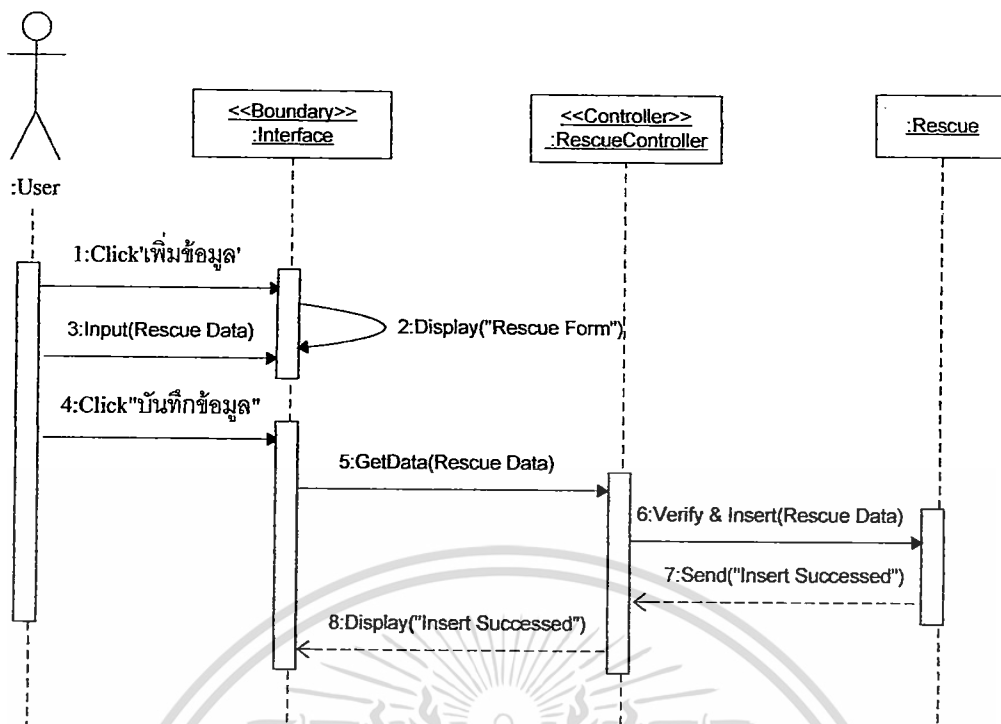 <<Boundary>>
:Interface
<<Controller>>
:RescueController
:Rescue
:User
1:Click'เพิ่มข้อมูล'
2:Display("Rescue Form")
3:Input(Rescue Data)
4:Click"บันทึกข้อมูล"
5:GetData(Rescue Data)
6:Verify & Insert(Rescue Data)
7:Send("Insert Successed")
8:Display("Insert Successed")